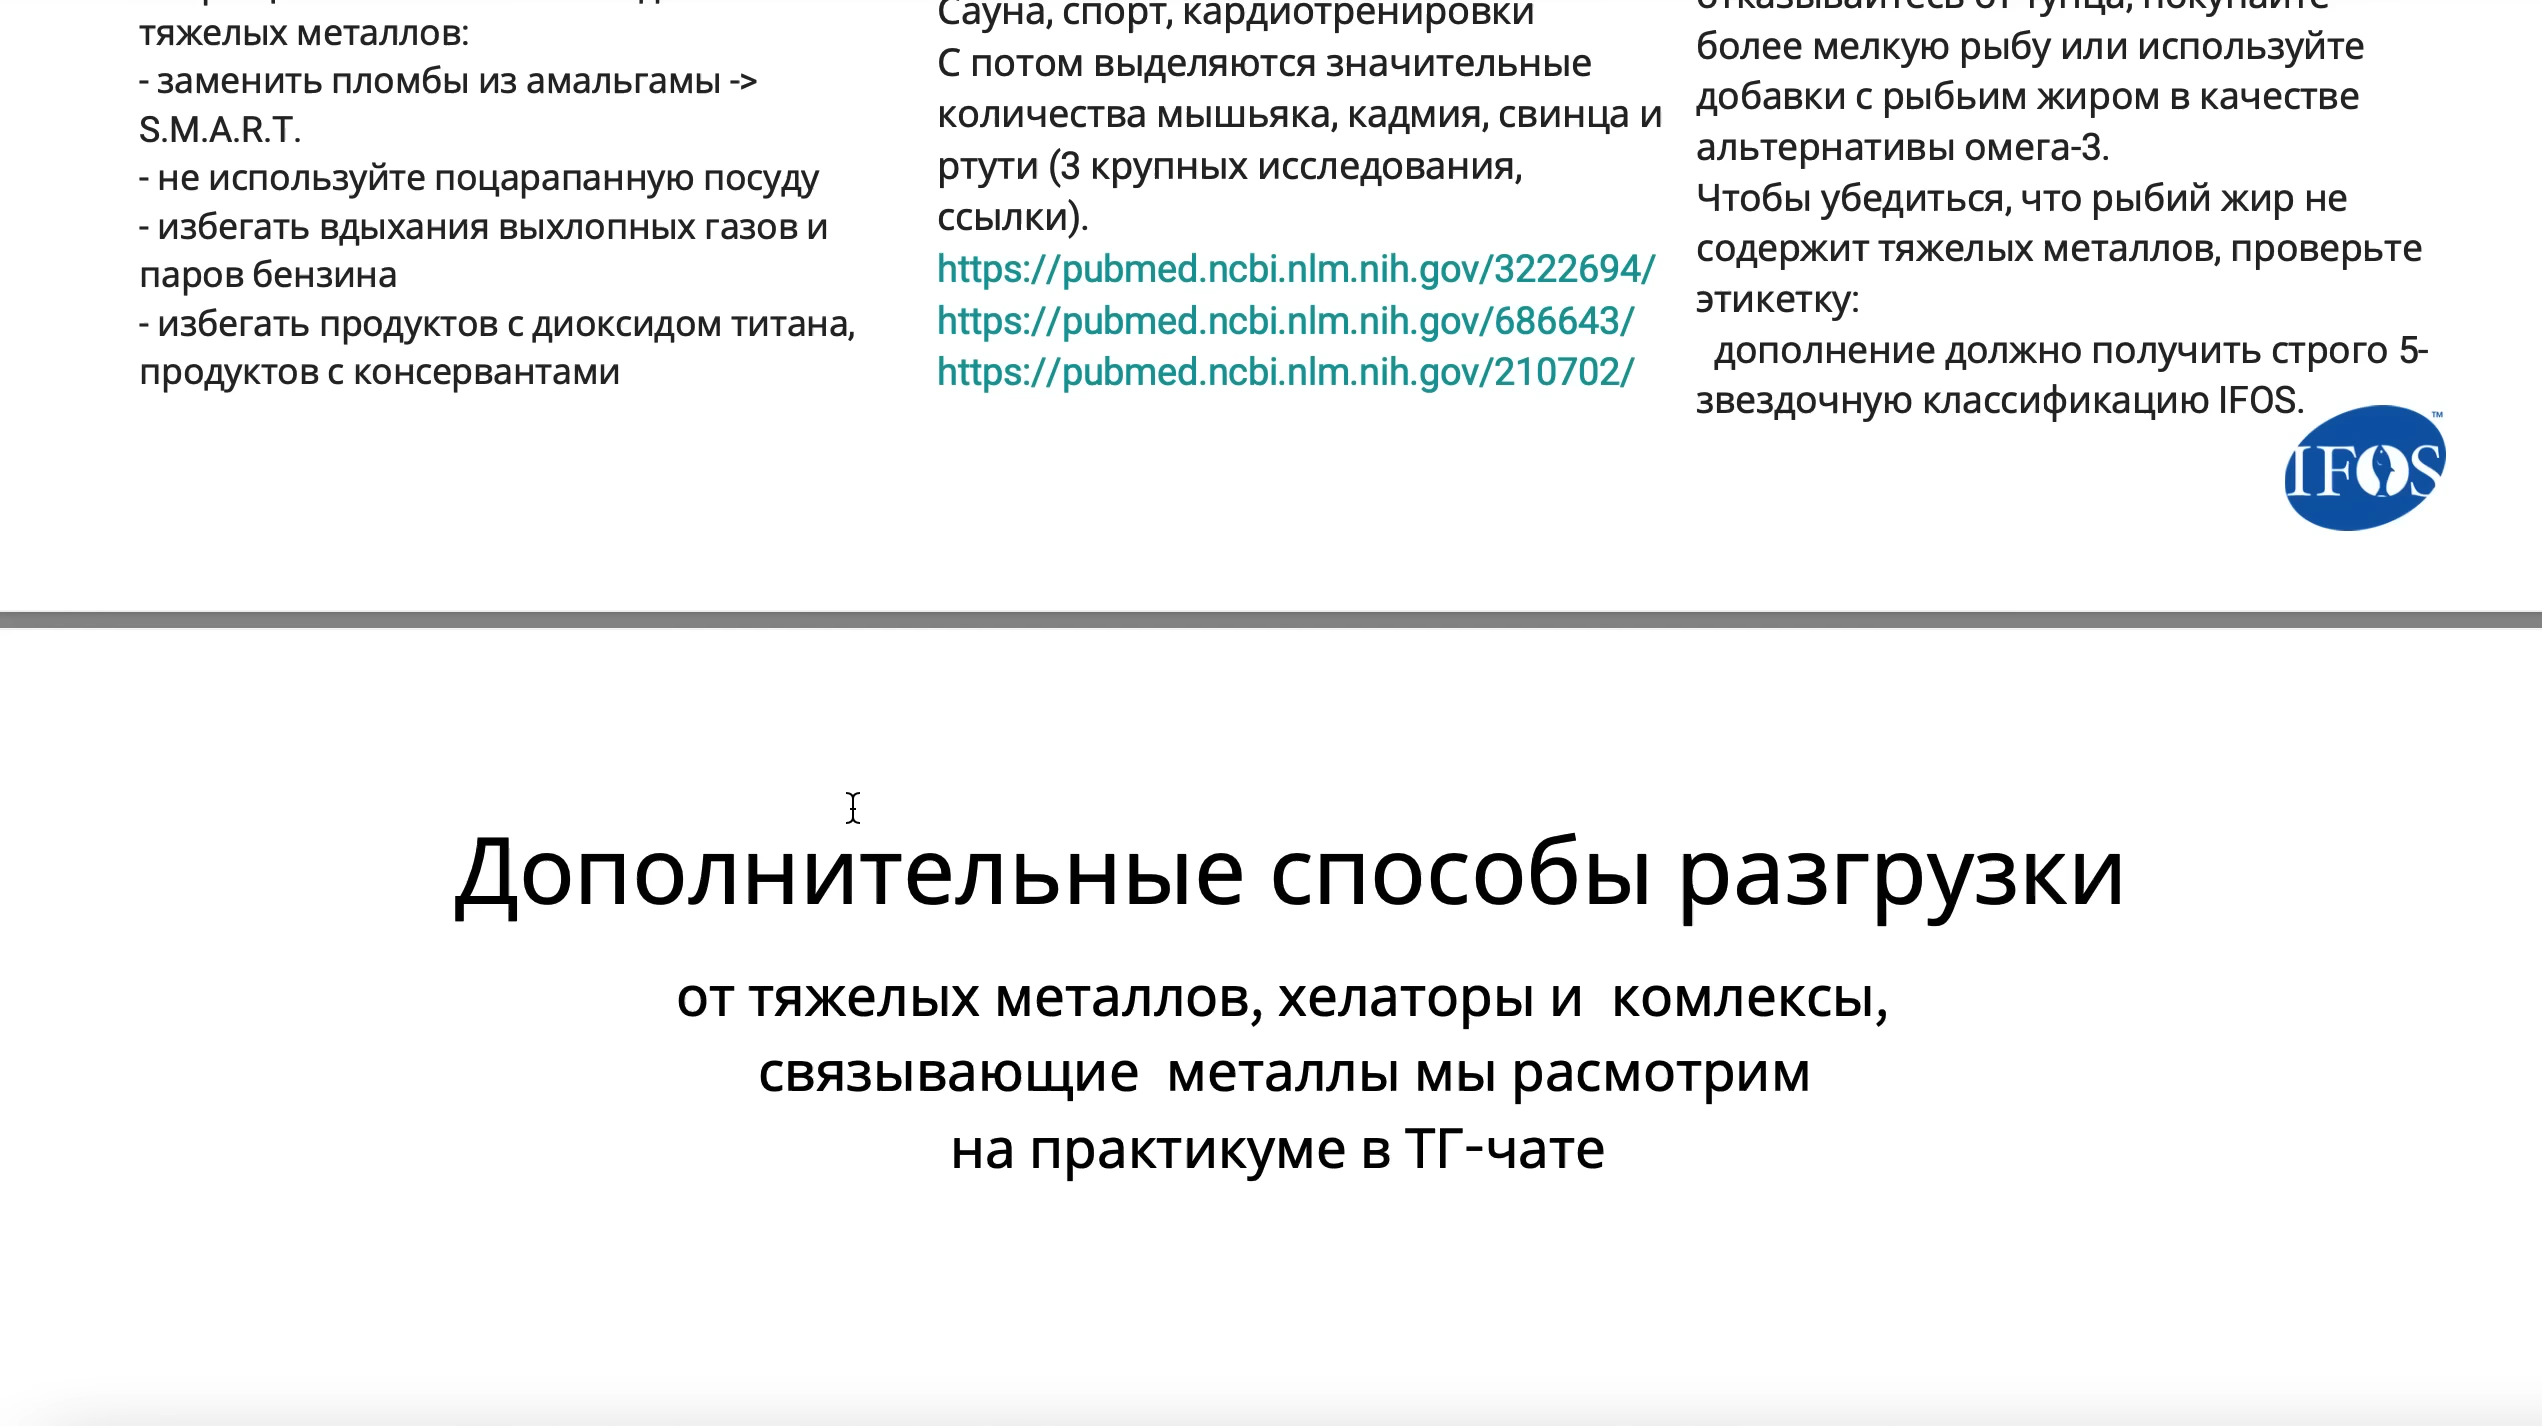 тяжелых металлов:
- заменить пломбы из амальгамы ->
S.M.A.R.T.
- не используйте поцарапанную посуду
- избегать вдыхания выхлопных газов и
паров бензина
- избегать продуктов с диоксидом титана,
продуктов с консервантами
Сауна, спорт, кардиотренировки
С потом выделяются значительные
количества мышьяка, кадмия, свинца и
ртути (3 крупных исследования,
ссылки).
https://pubmed.ncbi.nlm.nih.gov/3222694/
https://pubmed.ncbi.nlm.nih.gov/686643/
https://pubmed.ncbi.nlm.nih.gov/210702/
отказывайтесь от тунца, покупайте
более мелкую рыбу или используйте
добавки с рыбьим жиром в качестве
альтернативы омега-3.
Чтобы убедиться, что рыбий жир не
содержит тяжелых металлов, проверьте
этикетку:
дополнение должно получить строго 5-
звездочную классификацию IFOS.
IFOS™
Дополнительные способы разгрузки
от тяжелых металлов, хелаторы и комлексы,
связывающие металлы мы расмотрим
на практикуме в ТГ-чате